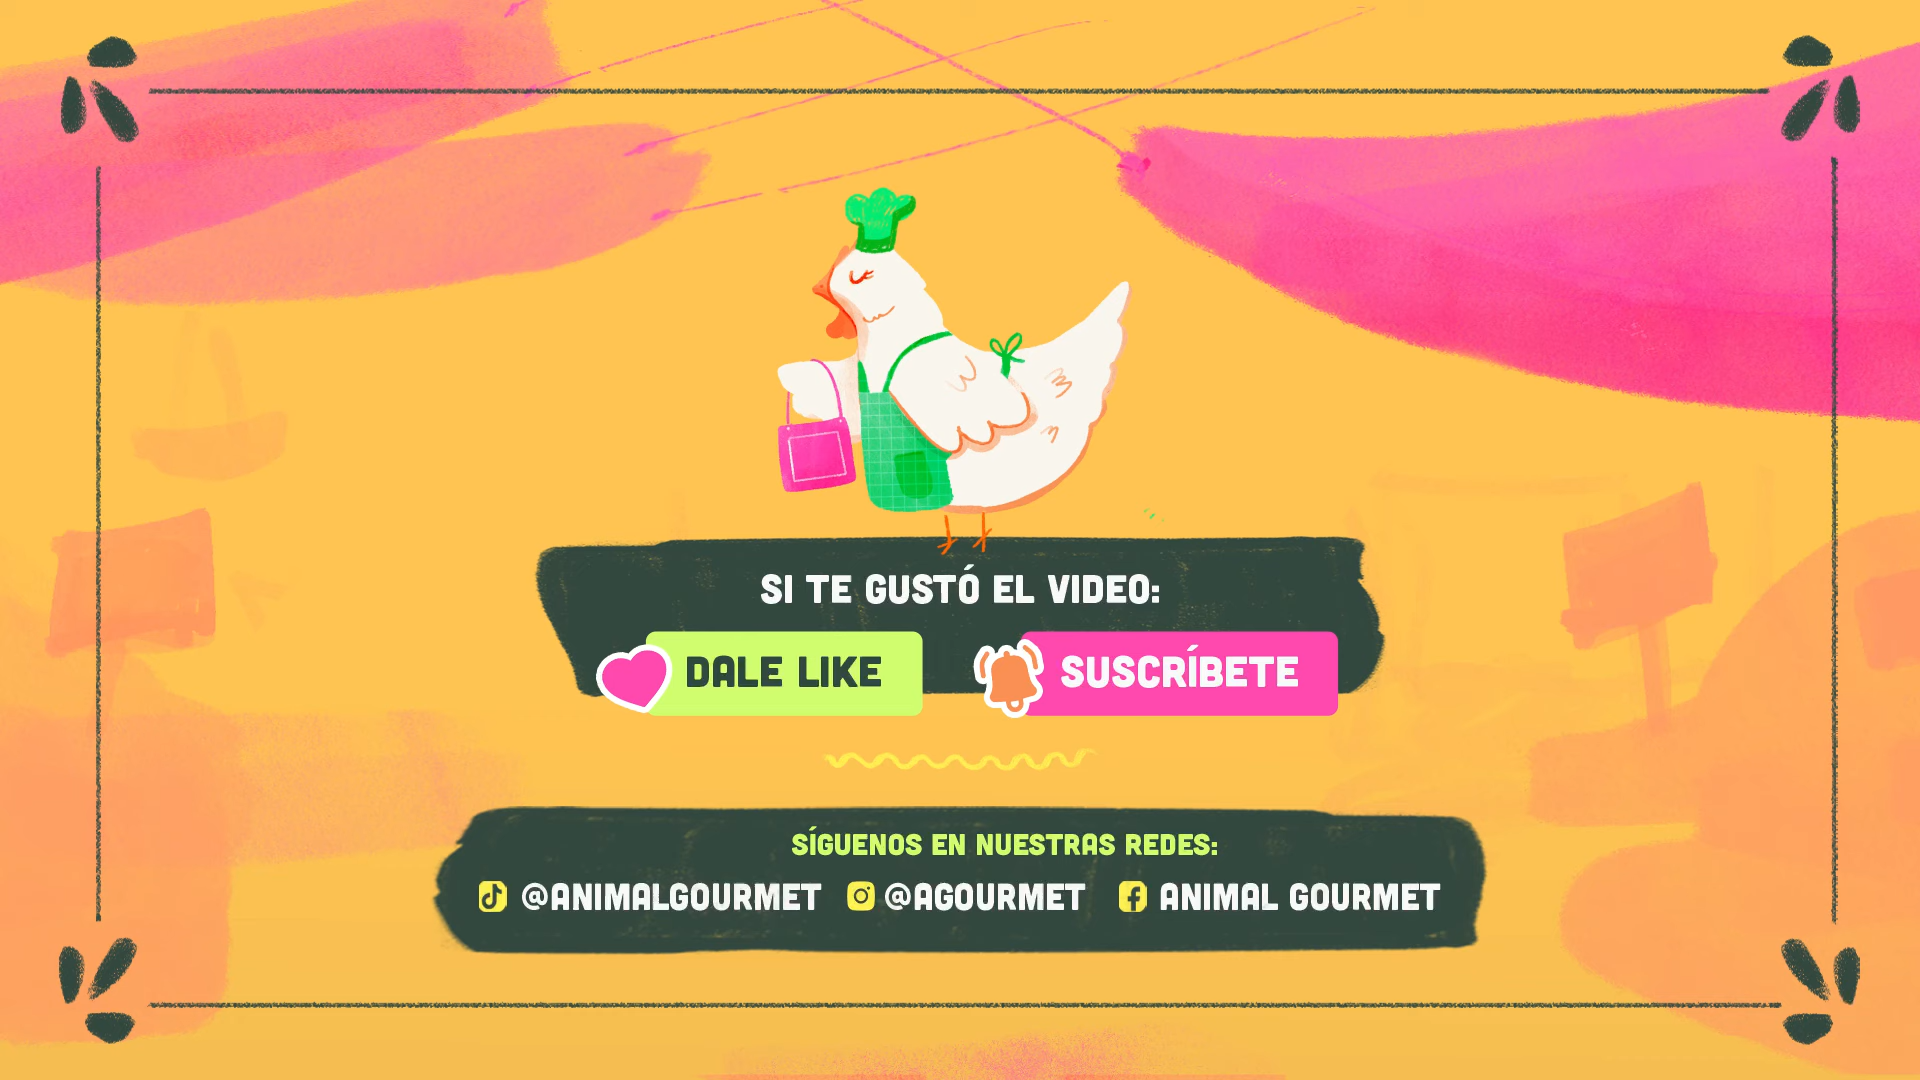 SI TE GUSTÓ EL VIDEO:
DALE LIKE
SUSCRÍBETE
SÍGUENOS EN NUESTRAS REDES:
@ANIMALGOURMET @AGOURMET ANIMAL GOURMET